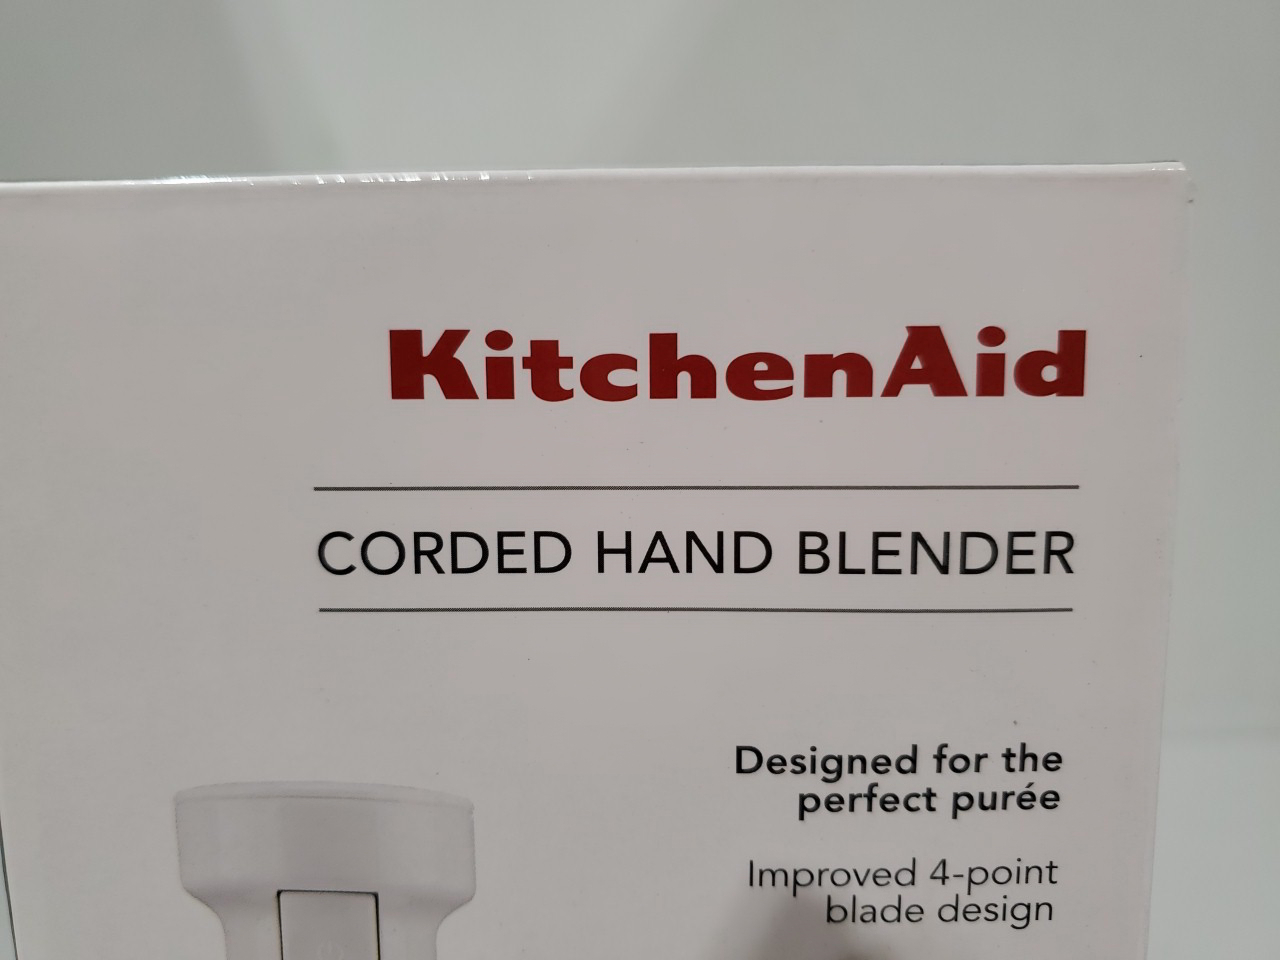 KitchenAid
CORDED HAND BLENDER
Designed for the
perfect purée
Improved 4-point
blade design